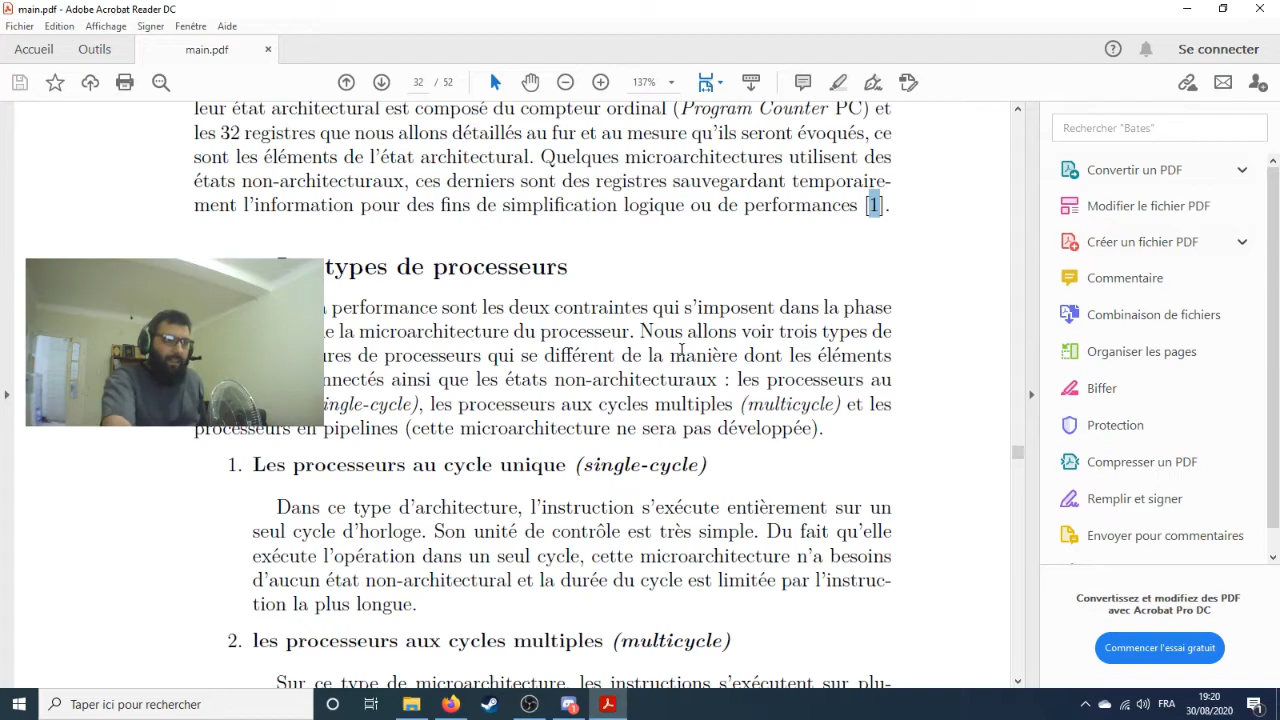 main.pdf - Adobe Acrobat Reader DC
Fichier Edition Affichage Signer Fenêtre Aide
Accueil Outils main.pdf × Se connecter
32 / 52 137%
leur état architectural est composé du compteur ordinal (Program Counter PC) et
les 32 registres que nous allons détaillés au fur et au mesure qu'ils seront évoqués, ce
sont les éléments de l'état architectural. Quelques microarchitectures utilisent des
états non-architecturaux, ces derniers sont des registres sauvegardant temporaire-
ment l'information pour des fins de simplification logique ou de performances [1].
types de processeurs
performance sont les deux contraintes qui s'imposent dans la phase
la microarchitecture du processeur. Nous allons voir trois types de
de processeurs qui se différent de la manière dont les éléments
ainsi que les états non-architecturaux : les processeurs au
ingle-cycle), les processeurs aux cycles multiples (multicycle) et les
processeurs en pipelines (cette microarchitecture ne sera pas développée).
1. Les processeurs au cycle unique (single-cycle)
Dans ce type d'architecture, l'instruction s'exécute entièrement sur un
seul cycle d'horloge. Son unité de contrôle est très simple. Du fait qu'elle
exécute l'opération dans un seul cycle, cette microarchitecture n'a besoins
d'aucun état non-architectural et la durée du cycle est limitée par l'instruc-
tion la plus longue.
2. les processeurs aux cycles multiples (multicycle)
Sur ce type de microarchitecture, les instructions s'exécutent sur plu-
Rechercher "Bates"
Convertir un PDF
Modifier le fichier PDF
Créer un fichier PDF
Commentaire
Combinaison de fichiers
Organiser les pages
Biffer
Protection
Compresser un PDF
Remplir et signer
Envoyer pour commentaires
Convertissez et modifiez des PDF
avec Acrobat Pro DC
Commencer l'essai gratuit
Taper ici pour rechercher
FRA
19:20
30/08/2020